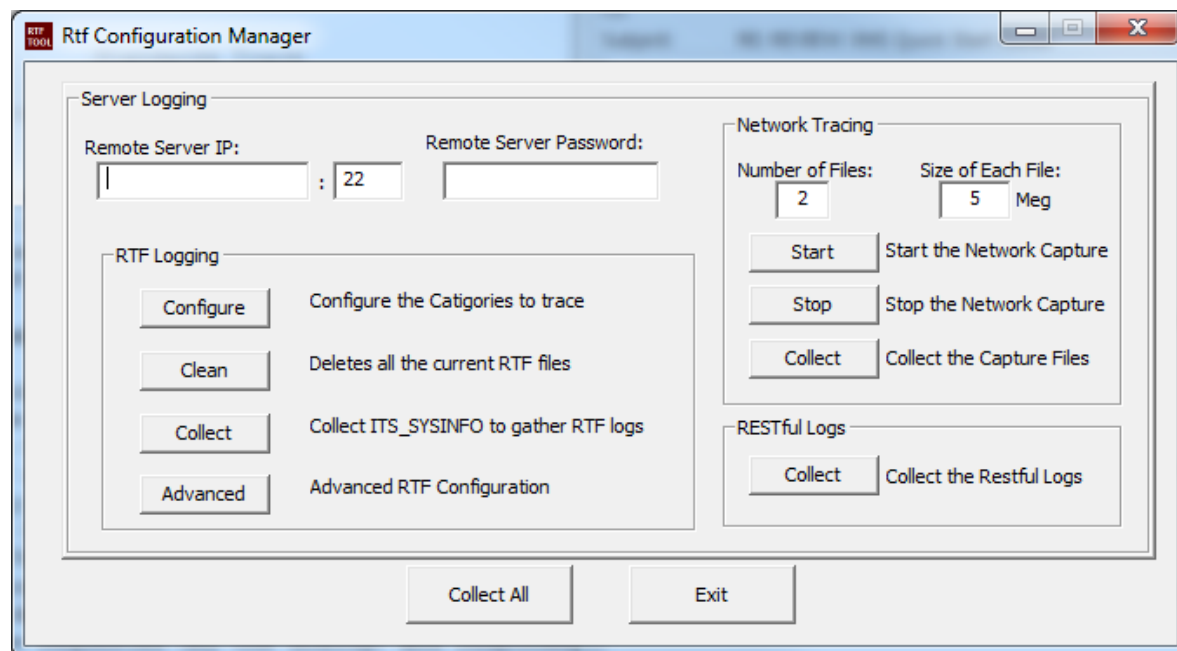 RTF
TOOL
Rtf Configuration Manager
Server Logging
Remote Server IP:
: 22
Remote Server Password:
RTF Logging
Configure Configure the Catigories to trace
Clean Deletes all the current RTF files
Collect Collect ITS_SYSINFO to gather RTF logs
Advanced Advanced RTF Configuration
Network Tracing
Number of Files: Size of Each File:
2 5 Meg
Start Start the Network Capture
Stop Stop the Network Capture
Collect Collect the Capture Files
RESTful Logs
Collect Collect the Restful Logs
Collect All Exit